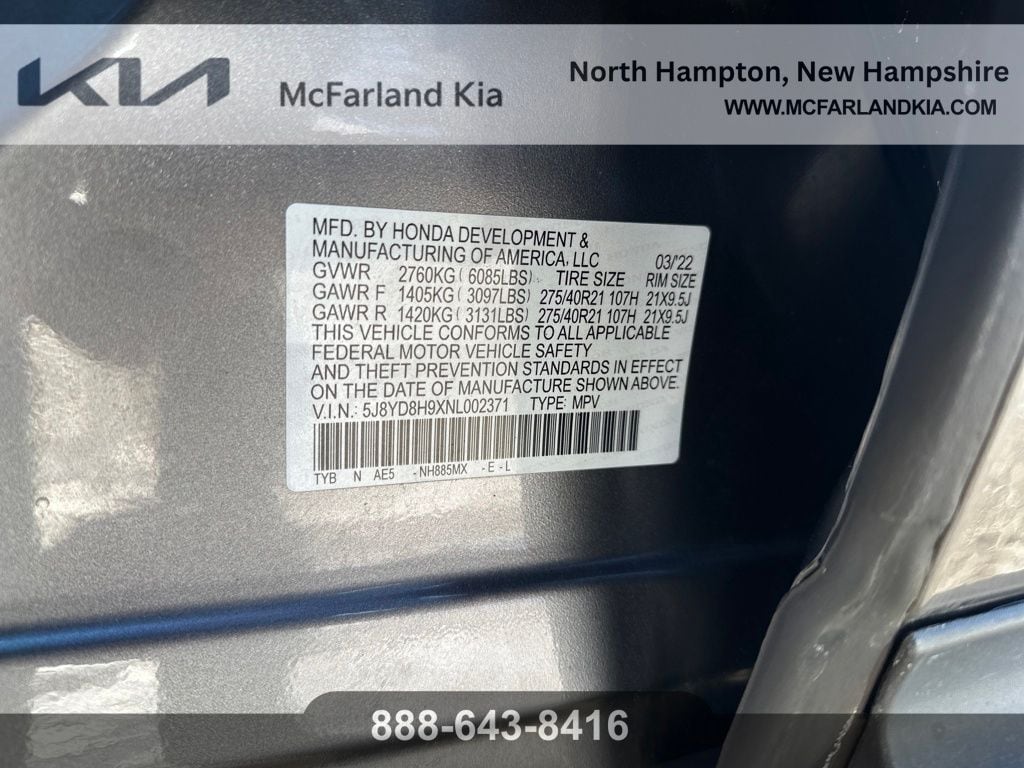 KIA
McFarland Kia
North Hampton, New Hampshire
WWW.MCFARLANDKIA.COM
MFD. BY HONDA DEVELOPMENT &
MANUFACTURING OF AMERICA, LLC 03/'22
GVWR 2760KG ( 6085LBS) TIRE SIZE RIM SIZE
GAWR F 1405KG ( 3097LBS) 275/40R21 107H 21X9.5J
GAWR R 1420KG ( 3131LBS) 275/40R21 107H 21X9.5J
THIS VEHICLE CONFORMS TO ALL APPLICABLE
FEDERAL MOTOR VEHICLE SAFETY
AND THEFT PREVENTION STANDARDS IN EFFECT
ON THE DATE OF MANUFACTURE SHOWN ABOVE.
V.I.N.: 5J8YD8H9XNL002371 TYPE: MPV
TYB N AE5 -NH885MX -E-L
888-643-8416